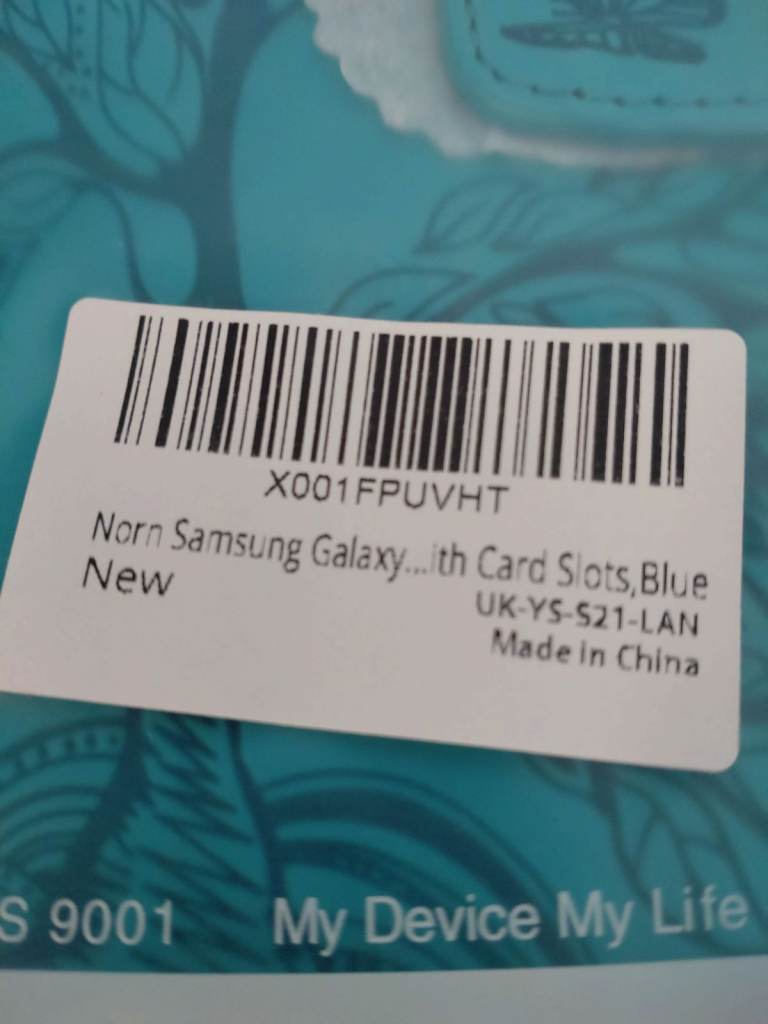 X001FPUVHT
Norn Samsung Galaxy...ith Card Slots,Blue
New
UK-YS-S21-LAN
Made in China
S 9001
My Device My Life